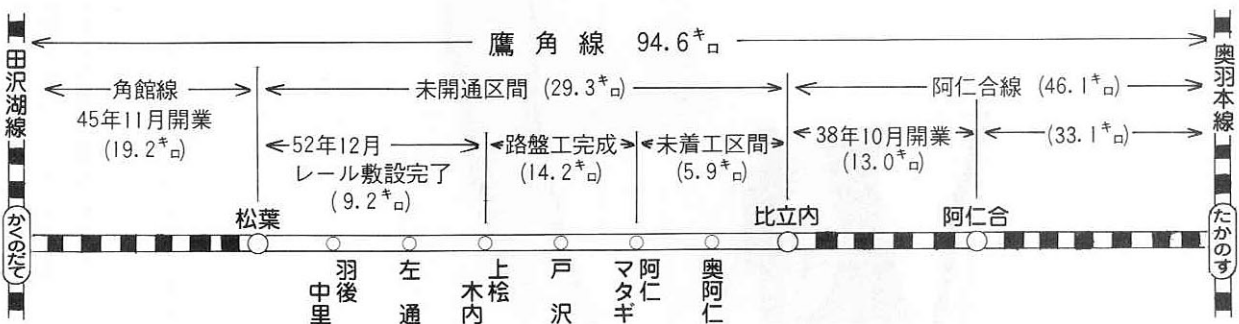 鷹角線 94.6キロ
田沢湖線
奥羽本線
角館線
45年11月開業
(19.2キロ)
未開通区間 (29.3キロ)
阿仁合線 (46.1キロ)
52年12月
レール敷設完了
(9.2キロ)
路盤工完成
(14.2キロ)
未着工区間
(5.9キロ)
38年10月開業
(13.0キロ)
(33.1キロ)
かくのだて
松葉
羽後
中里
左通
上桧
木内
戸沢
阿仁
マタギ
奥阿仁
比立内
阿仁合
たかのす